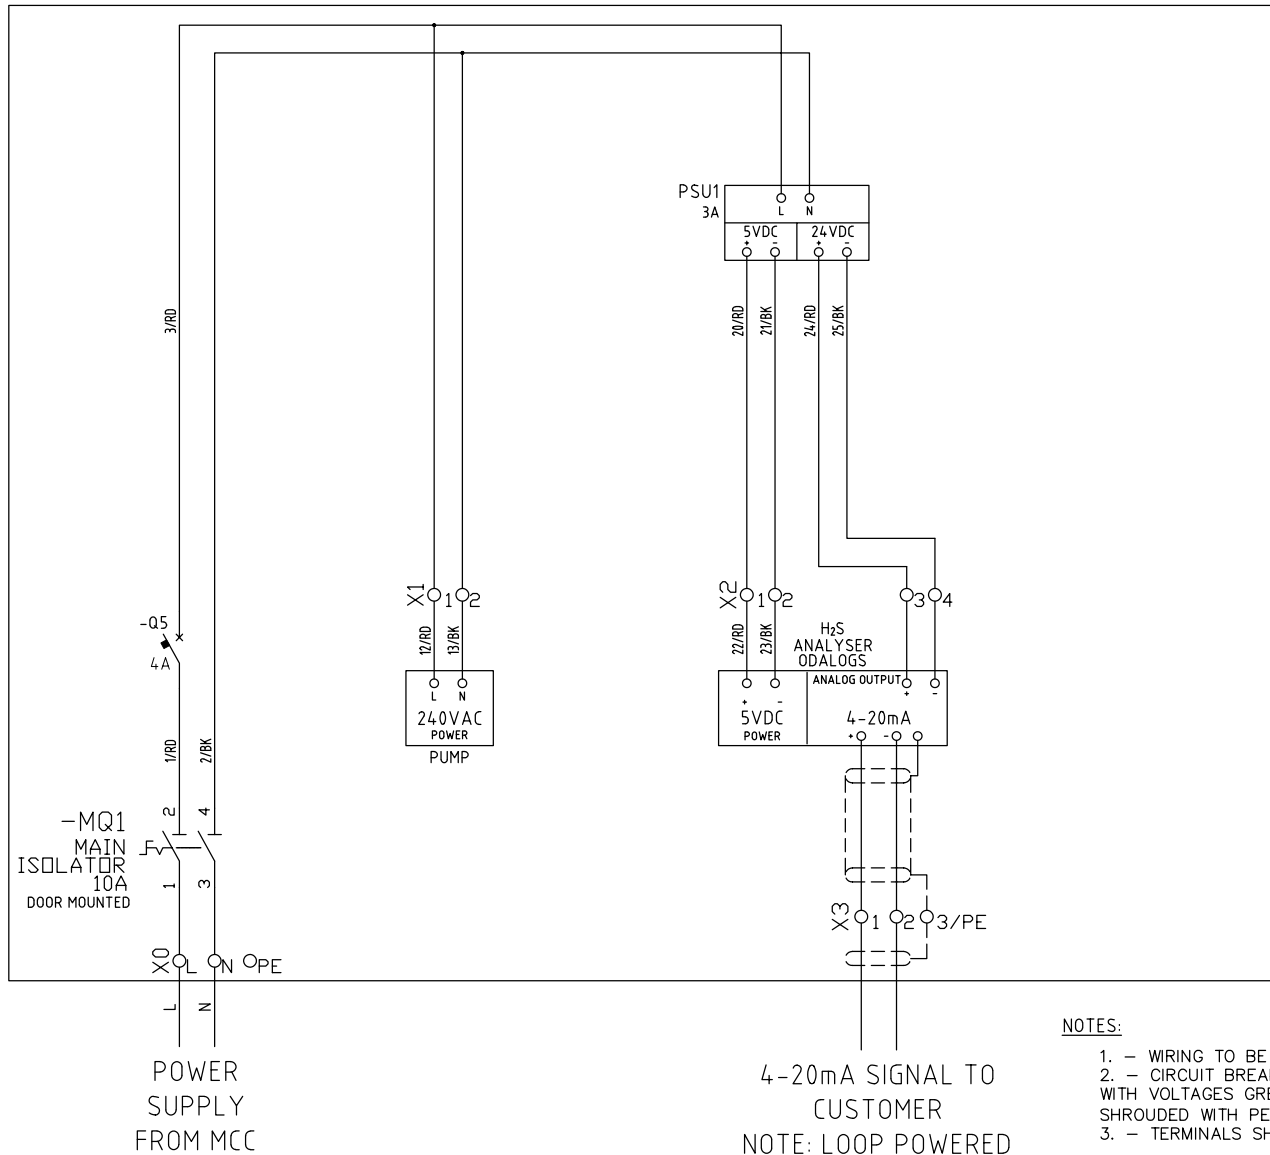 PSU1
3A
L N
5VDC 24VDC
+ - + -
3/RD
20/RD 21/BK 24/RD 25/BK
X1 1 2
X2 1 2 3 4
-Q5
4A
12/RD 13/BK
22/RD 23/BK
H₂S
ANALYSER
ODALOGS
L N
240VAC
POWER
PUMP
ANALOG OUTPUT + -
+ -
5VDC
POWER
4-20mA
+ -
1/RD 2/BK
2 4
-MQ1
MAIN
ISOLATOR
10A
DOOR MOUNTED
1 3
X3 1 2 3/PE
X0 L N PE
L N
POWER
SUPPLY
FROM MCC
4-20mA SIGNAL TO
CUSTOMER
NOTE: LOOP POWERED
NOTES:
1. - WIRING TO BE
2. - CIRCUIT BREA
WITH VOLTAGES GRE
SHROUDED WITH PE
3. - TERMINALS SH